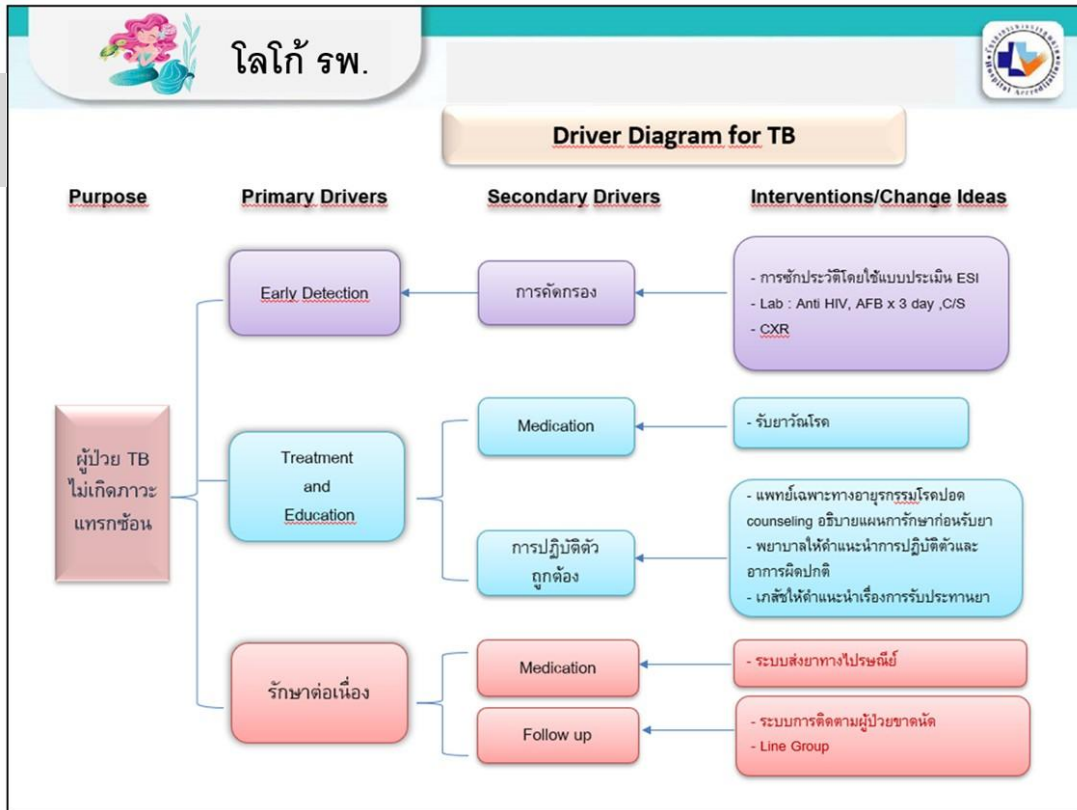 โลโก้ รพ.
Driver Diagram for TB
Purpose
Primary Drivers
Secondary Drivers
Interventions/Change Ideas
Early Detection
การคัดกรอง
- การซักประวัติโดยใช้แบบประเมิน ESI
- Lab : Anti HIV, AFB x 3 day ,C/S
- CXR
ผู้ป่วย TB
ไม่เกิดภาวะ
แทรกซ้อน
Treatment
and
Education
Medication
- รับยาวัณโรค
การปฏิบัติตัว
ถูกต้อง
- แพทย์เฉพาะทางอายุรกรรมโรคปอด
counseling อธิบายแผนการรักษาก่อนรับยา
- พยาบาลให้คำแนะนำการปฏิบัติตัวและ
อาการผิดปกติ
- เภสัชให้คำแนะนำเรื่องการรับประทานยา
รักษาต่อเนื่อง
Medication
- ระบบส่งยาทางไปรษณีย์
Follow up
- ระบบการติดตามผู้ป่วยขาดนัด
- Line Group
Hospital Accreditation